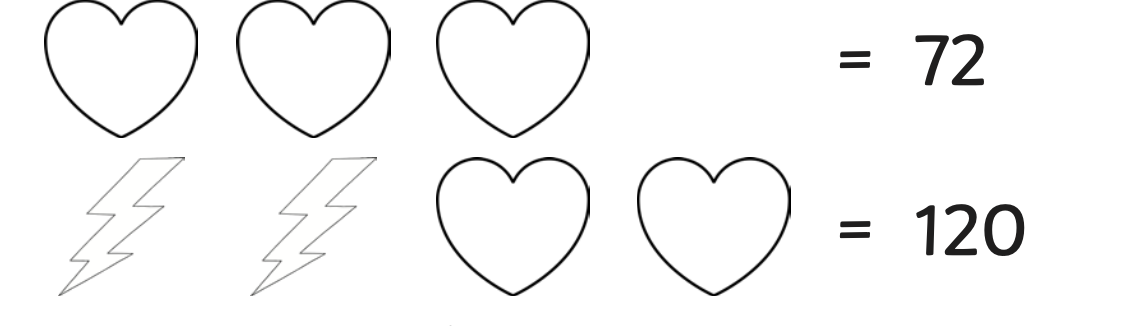 = 72
= 120